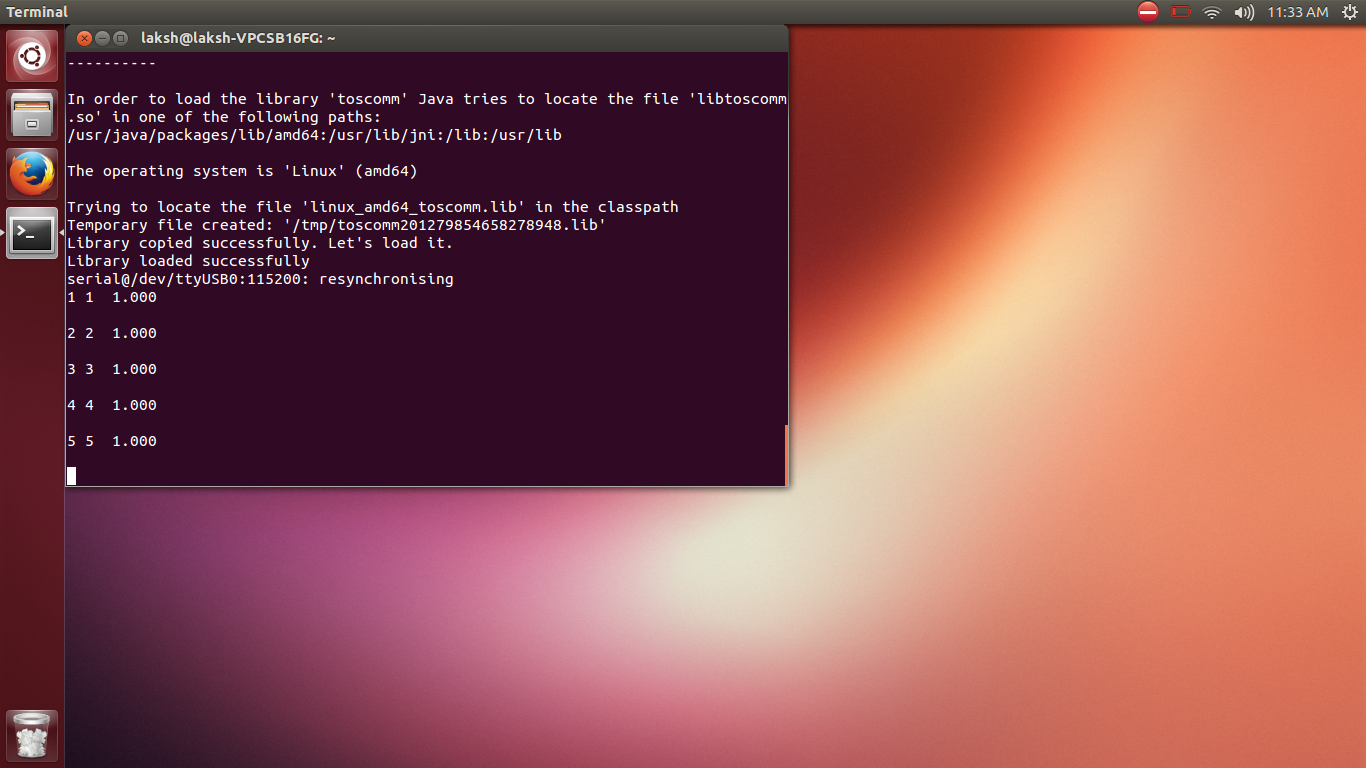 Terminal
11:33 AM
laksh@laksh-VPCSB16FG: ~
----------
In order to load the library 'toscomm' Java tries to locate the file 'libtoscomm
.so' in one of the following paths:
/usr/java/packages/lib/amd64:/usr/lib/jni:/lib:/usr/lib
The operating system is 'Linux' (amd64)
Trying to locate the file 'linux_amd64_toscomm.lib' in the classpath
Temporary file created: '/tmp/toscomm201279854658278948.lib'
Library copied successfully. Let's load it.
Library loaded successfully
serial@/dev/ttyUSB0:115200: resynchronising
1 1  1.000
2 2  1.000
3 3  1.000
4 4  1.000
5 5  1.000